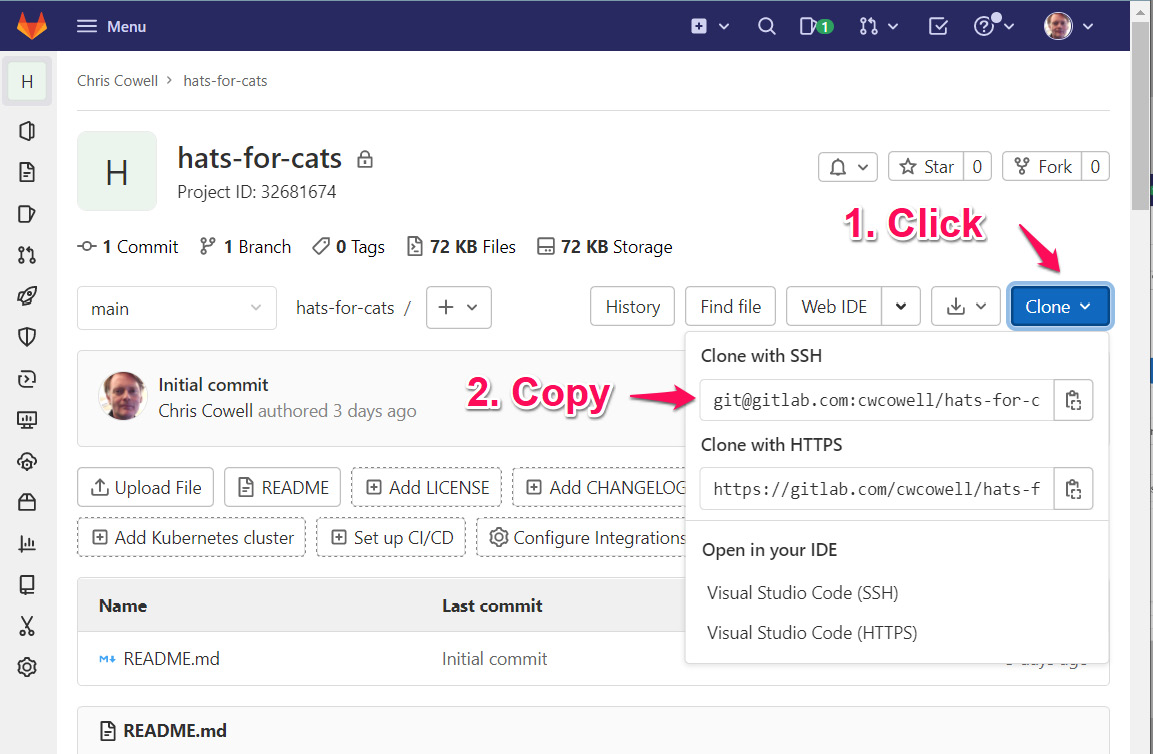 Menu
1
H
Chris Cowell > hats-for-cats
H
hats-for-cats
Project ID: 32681674
Star 0
Fork 0
1. Click
1 Commit
1 Branch
0 Tags
72 KB Files
72 KB Storage
main
hats-for-cats /
History
Find file
Web IDE
Clone
Clone with SSH
Initial commit
Chris Cowell authored 3 days ago
2. Copy
git@gitlab.com:cwcowell/hats-for-c
Clone with HTTPS
https://gitlab.com/cwcowell/hats-f
Upload File
README
Add LICENSE
Add CHANGELOG
Add Kubernetes cluster
Set up CI/CD
Configure Integrations
Open in your IDE
Visual Studio Code (SSH)
Visual Studio Code (HTTPS)
Name
Last commit
README.md
Initial commit
README.md